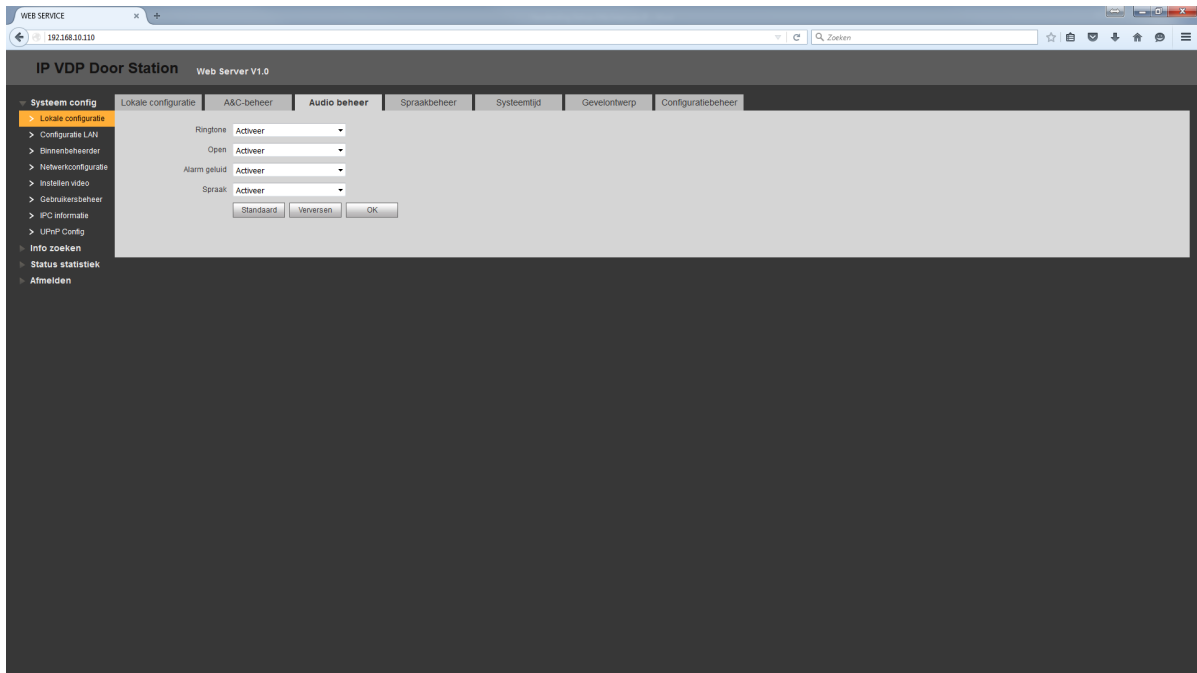 WEB SERVICE
192.168.10.110
Zoeken
IP VDP Door Station Web Server V1.0
Systeem config
Lokale configuratie
Configuratie LAN
Binnenbeheerder
Netwerkconfiguratie
Instellen video
Gebruikersbeheer
IPC informatie
UPnP Config
Info zoeken
Status statistiek
Afmelden
Lokale configuratie A&C-beheer Audio beheer Spraakbeheer Systeemtijd Gevelontwerp Configuratiebeheer
Ringtone Activeer
Open Activeer
Alarm geluid Activeer
Spraak Activeer
Standaard Verversen OK